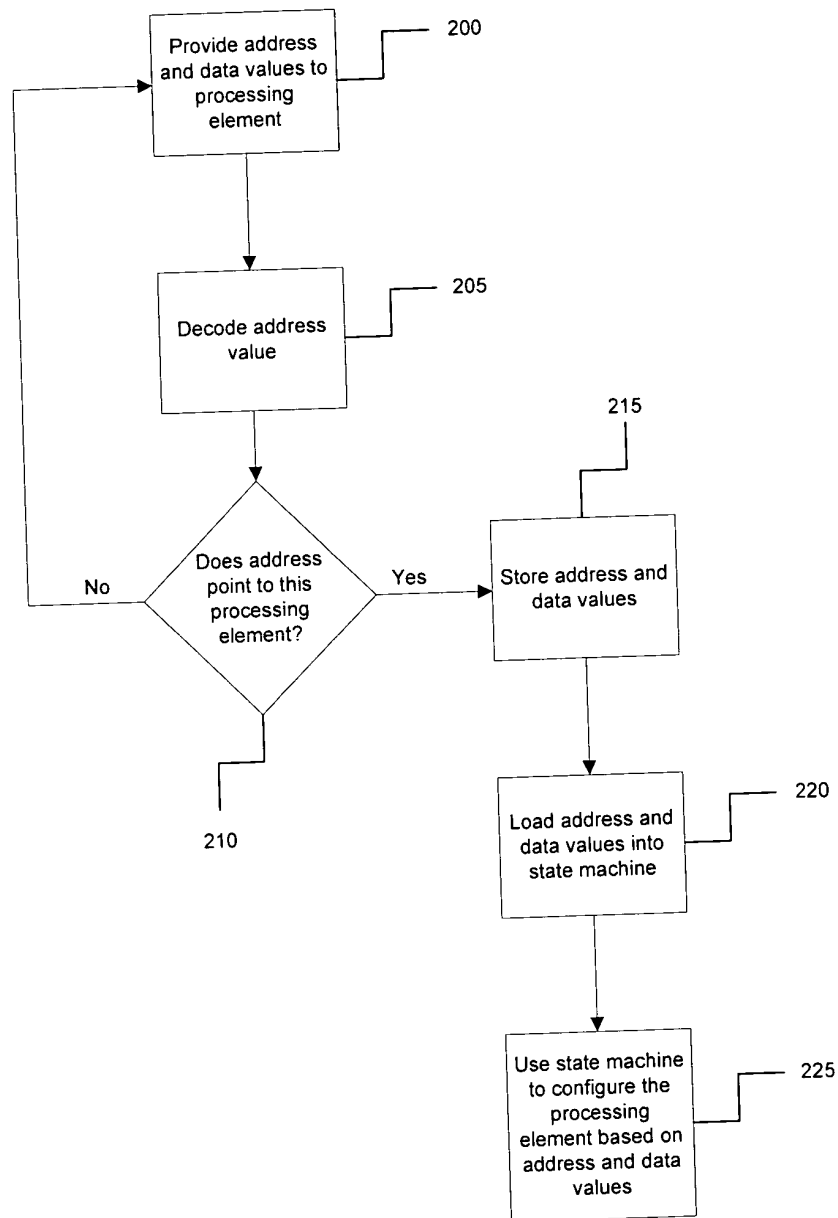 Provide address
and data values to
processing
element
200
Decode address
value
205
Does address
point to this
processing
element?
No
Yes
210
215
Store address and
data values
Load address and
data values into
state machine
220
Use state machine
to configure the
processing
element based on
address and data
values
225